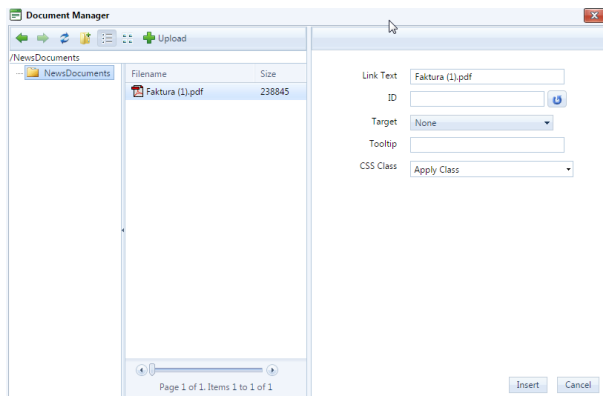 Document Manager
Upload
/NewsDocuments
NewsDocuments
Filename Size
Faktura (1).pdf 238845
Page 1 of 1. Items 1 to 1 of 1
Link Text Faktura (1).pdf
ID
Target None
Tooltip
CSS Class Apply Class
Insert Cancel